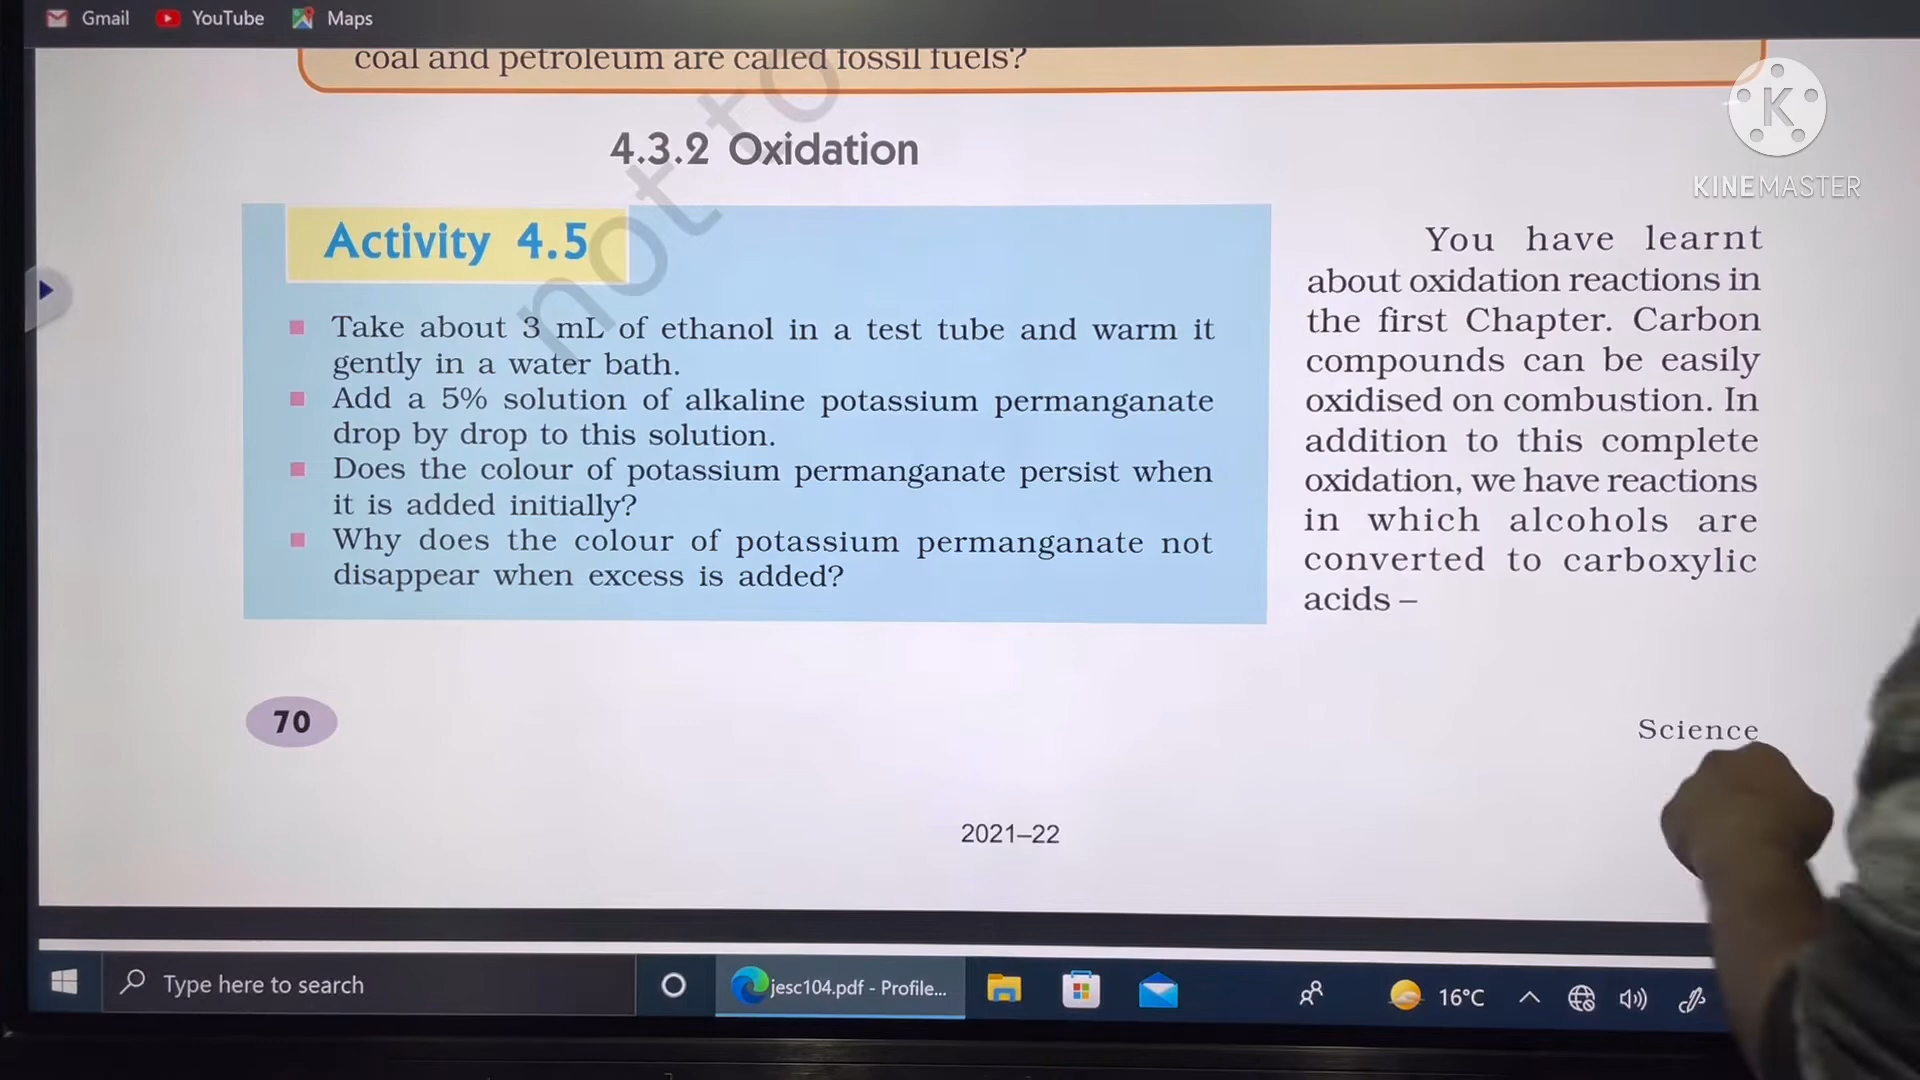 Gmail YouTube Maps
coal and petroleum are called fossil fuels?
KINEMASTER
4.3.2 Oxidation
not to
Activity 4.5
Take about 3 mL of ethanol in a test tube and warm it
gently in a water bath.
Add a 5% solution of alkaline potassium permanganate
drop by drop to this solution.
Does the colour of potassium permanganate persist when
it is added initially?
Why does the colour of potassium permanganate not
disappear when excess is added?
You have learnt
about oxidation reactions in
the first Chapter. Carbon
compounds can be easily
oxidised on combustion. In
addition to this complete
oxidation, we have reactions
in which alcohols are
converted to carboxylic
acids –
70
Science
2021–22
Type here to search
jesc104.pdf - Profile...
16°C